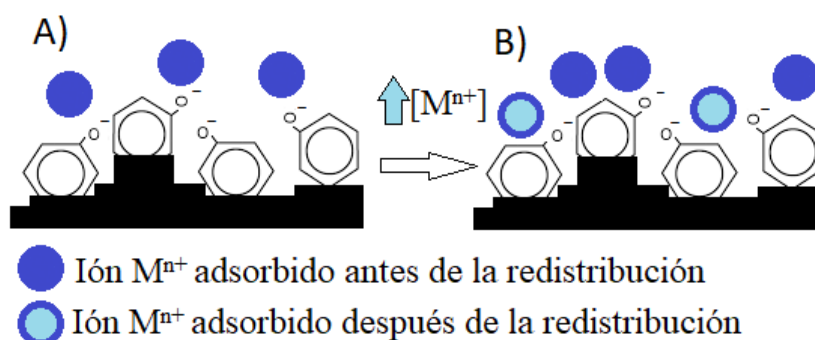 A)
B)
O⁻
O⁻
O⁻
O⁻
[Mⁿ⁺]
O⁻
O⁻
O⁻
O⁻
Ión Mⁿ⁺ adsorbido antes de la redistribución
Ión Mⁿ⁺ adsorbido después de la redistribución